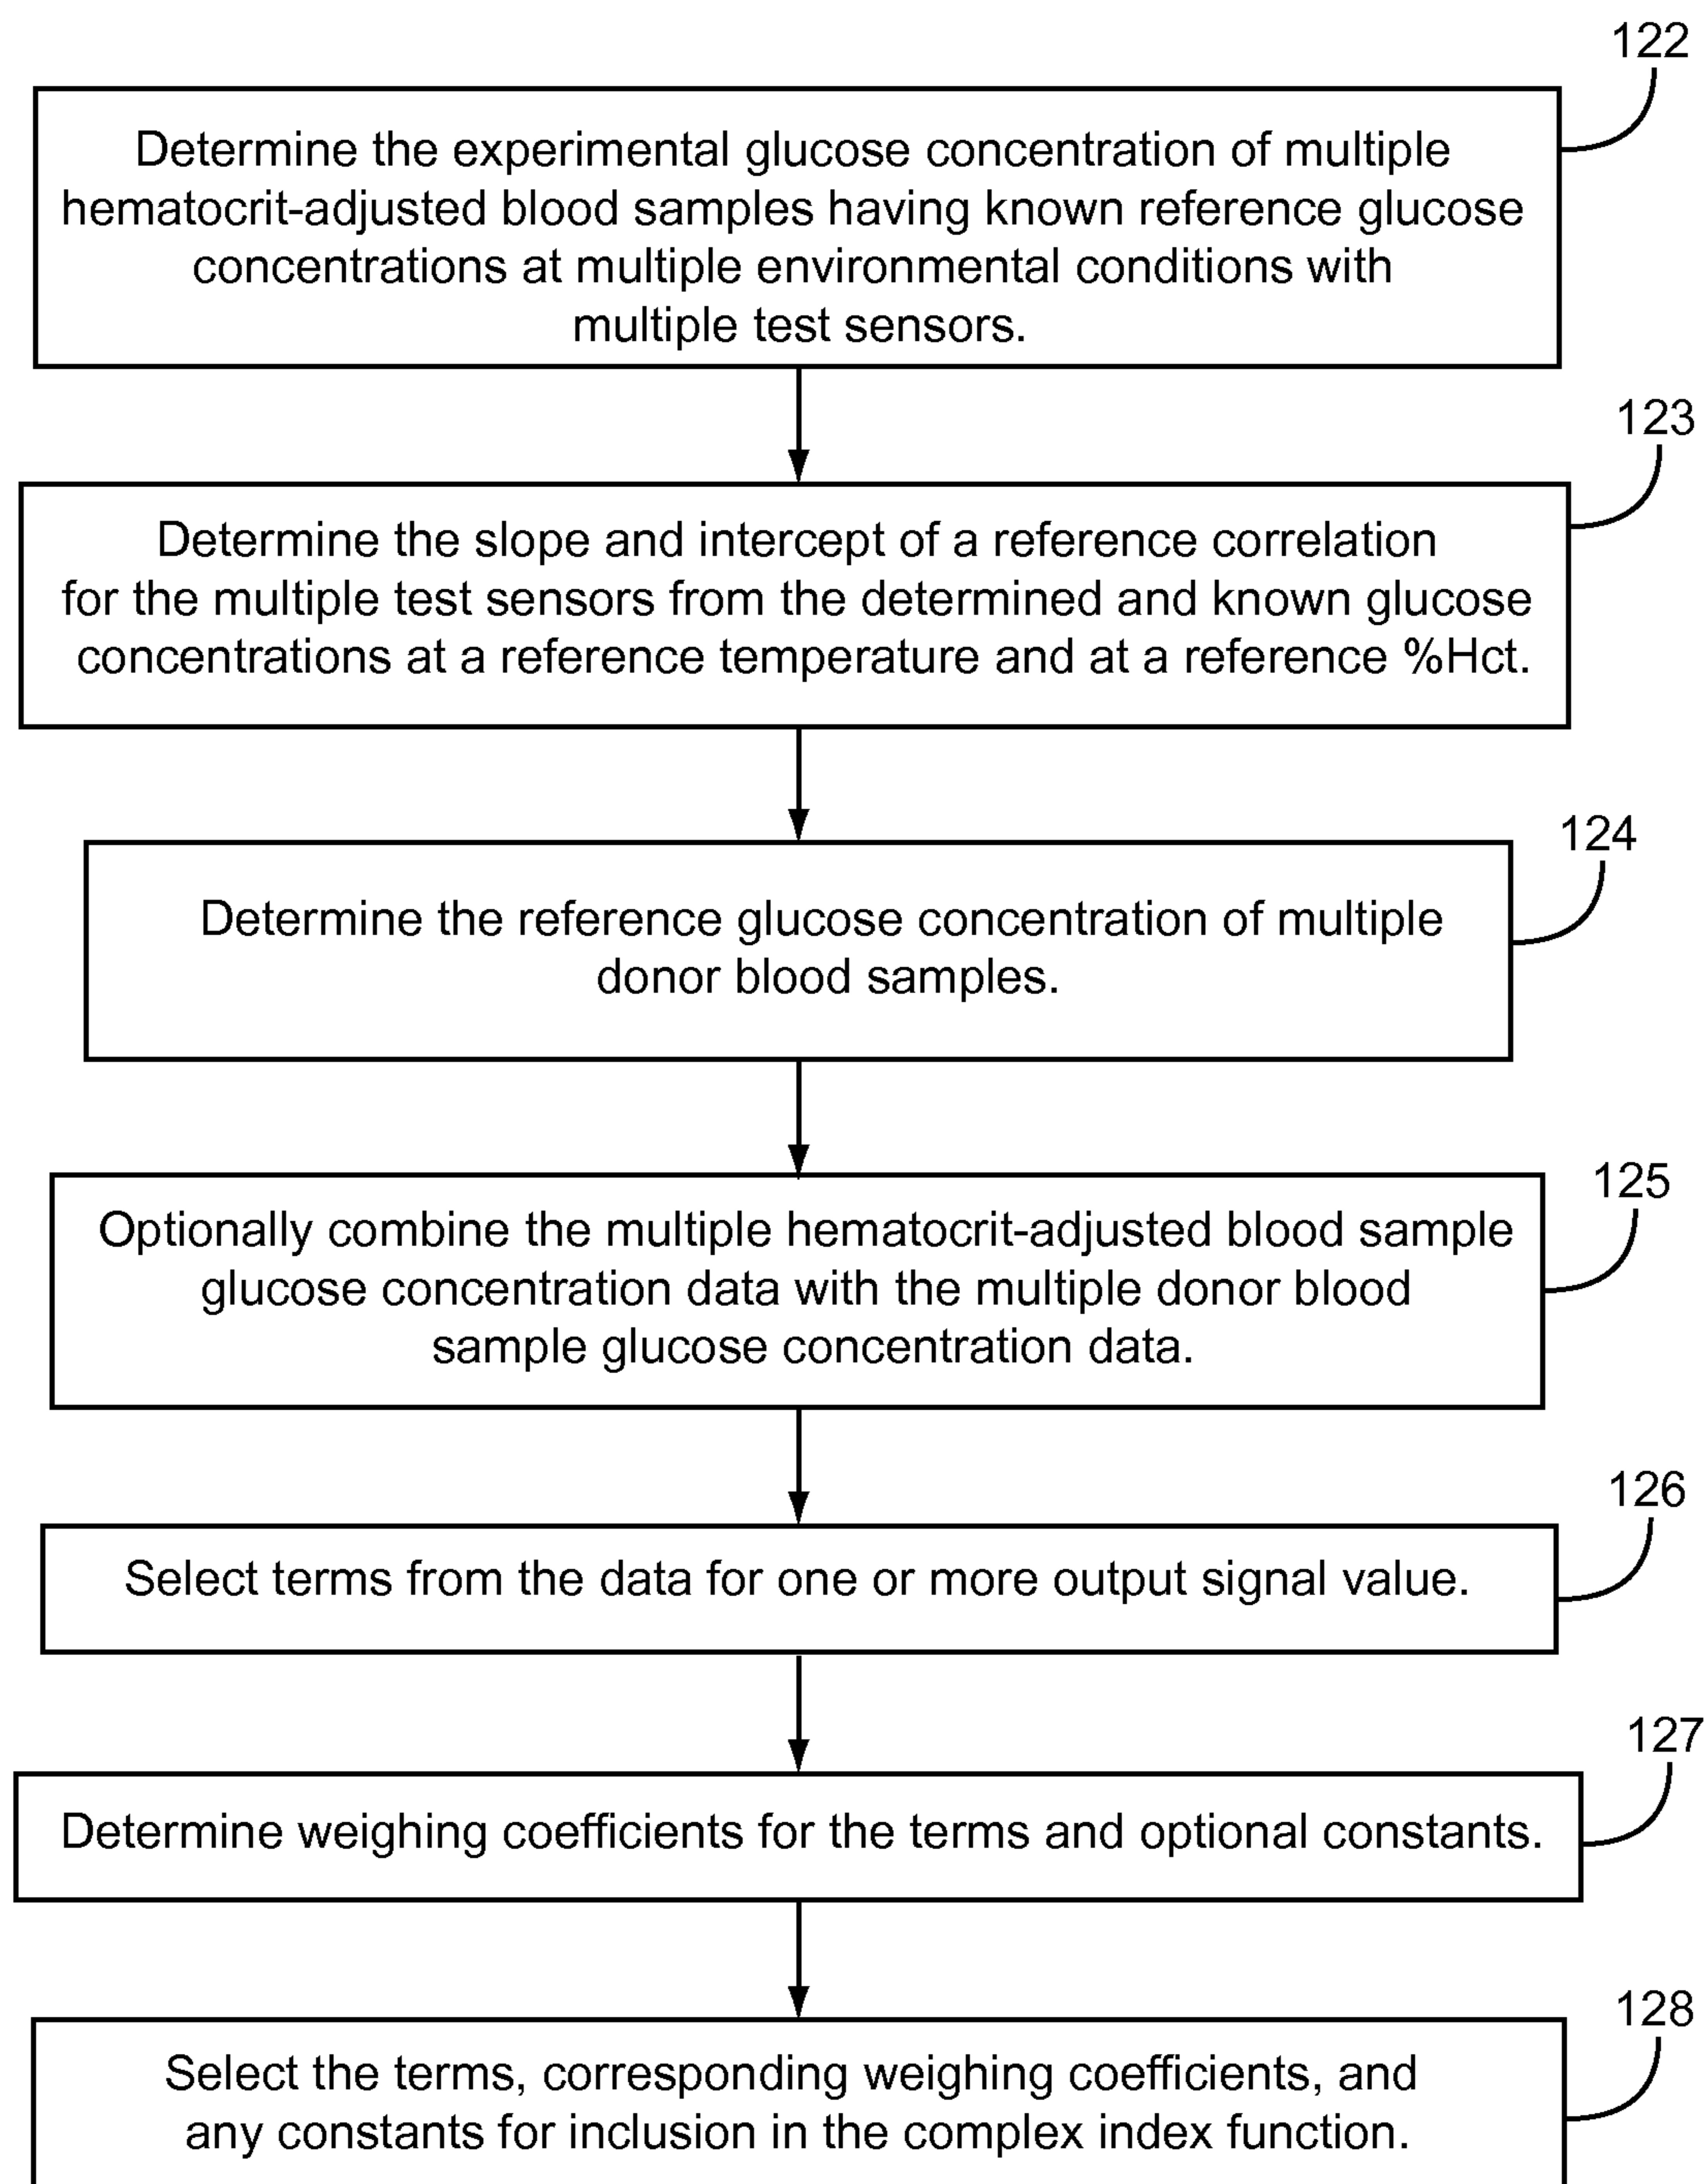 122
Determine the experimental glucose concentration of multiple
hematocrit-adjusted blood samples having known reference glucose
concentrations at multiple environmental conditions with
multiple test sensors.
123
Determine the slope and intercept of a reference correlation
for the multiple test sensors from the determined and known glucose
concentrations at a reference temperature and at a reference %Hct.
124
Determine the reference glucose concentration of multiple
donor blood samples.
125
Optionally combine the multiple hematocrit-adjusted blood sample
glucose concentration data with the multiple donor blood
sample glucose concentration data.
126
Select terms from the data for one or more output signal value.
127
Determine weighing coefficients for the terms and optional constants.
128
Select the terms, corresponding weighing coefficients, and
any constants for inclusion in the complex index function.